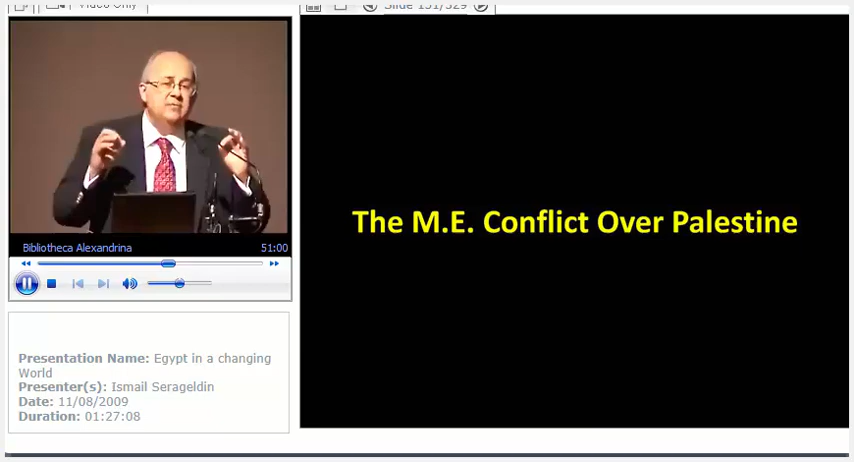 Video Only
Slide 151/329
The M.E. Conflict Over Palestine
Bibliotheca Alexandrina 51:00
Presentation Name: Egypt in a changing
World
Presenter(s): Ismail Serageldin
Date: 11/08/2009
Duration: 01:27:08